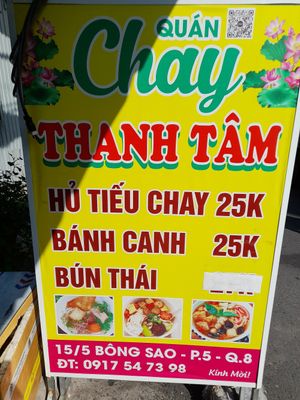 QUÁN
Chay
THANH TÂM
HỦ TIẾU CHAY 25K
BÁNH CANH 25K
BÚN THÁI
15/5 BÔNG SAO - P.5 - Q.8
ĐT: 0917 54 73 98
Kính Mời!